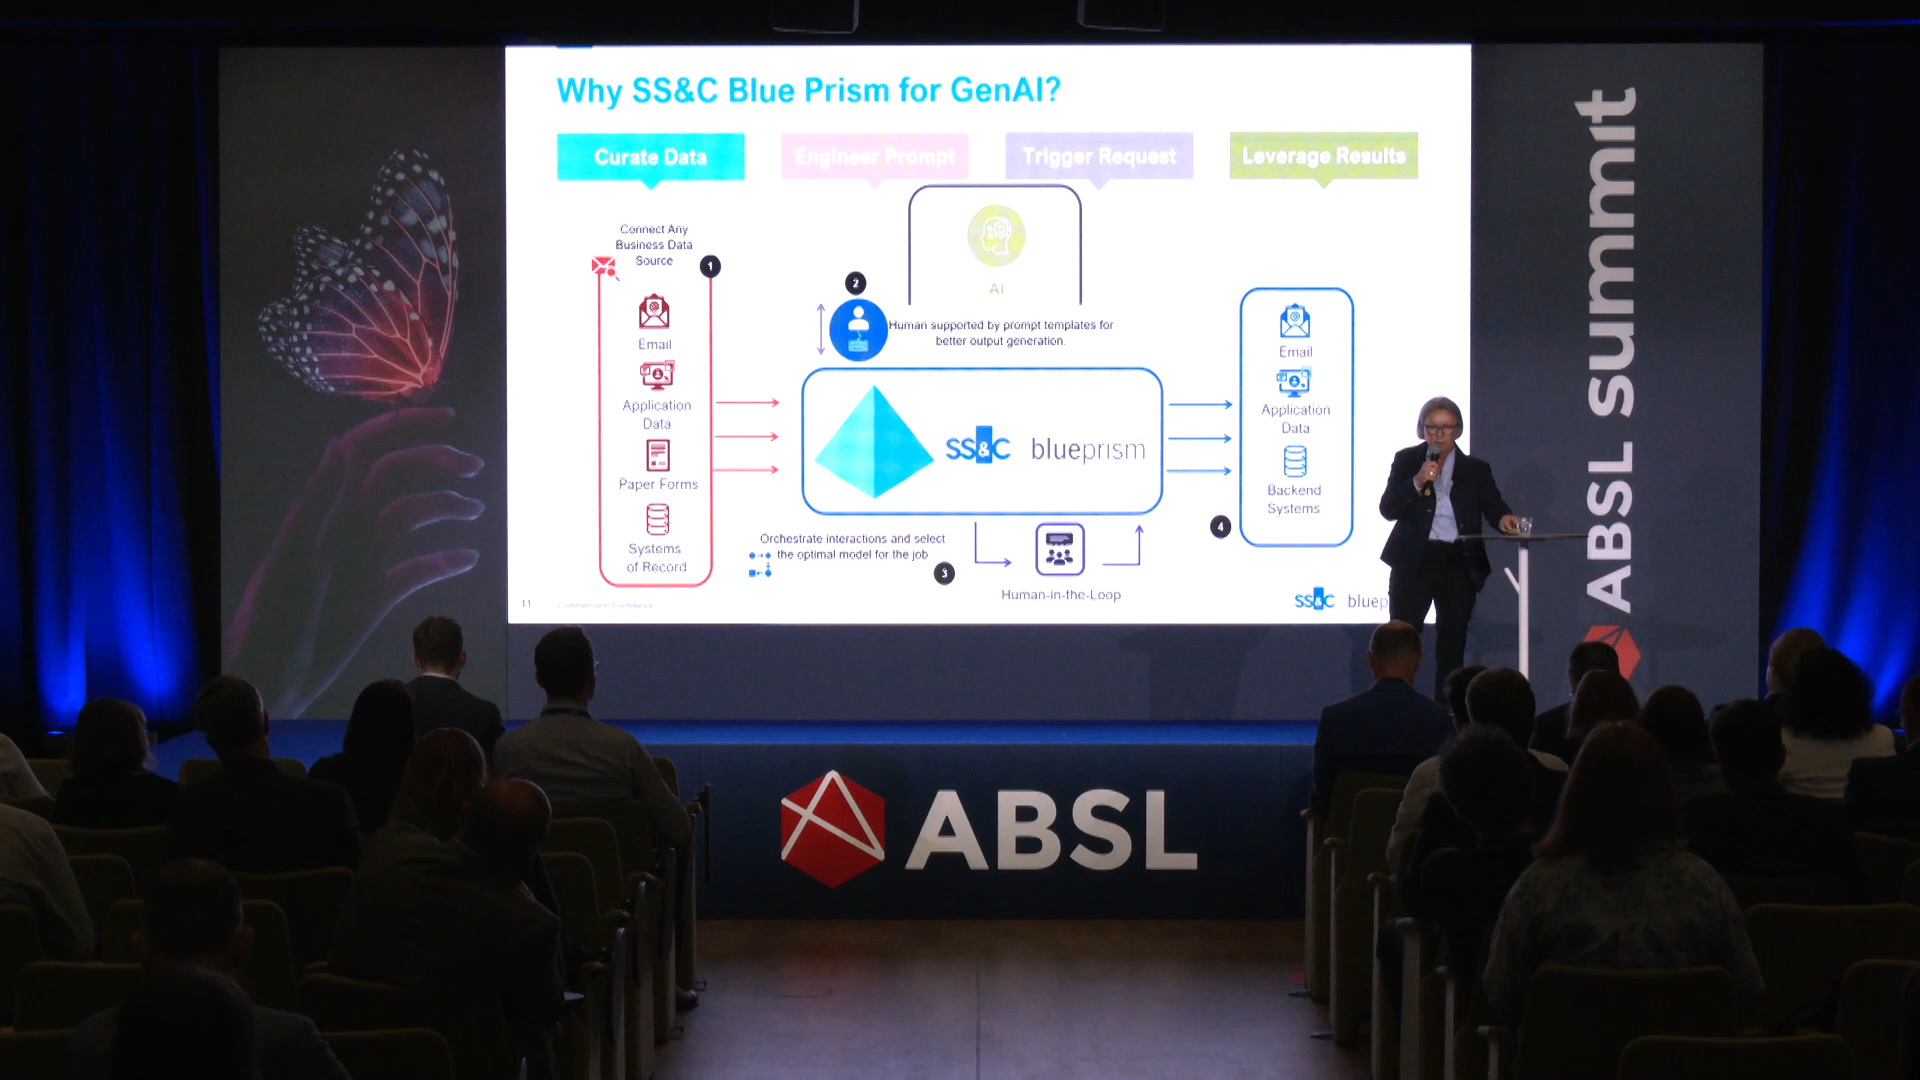 Why SS&C Blue Prism for GenAI?
Curate Data
Engineer Prompt
Trigger Request
Leverage Results
Connect Any
Business Data
Source
1
Email
Application
Data
Paper Forms
Systems
of Record
AI
2
Human supported by prompt templates for
better output generation.
SS&C blueprism
Orchestrate interactions and select
the optimal model for the job
3
Human-in-the-Loop
Email
Application
Data
Backend
Systems
4
11
SS&C bluep
ABSL summit
ABSL